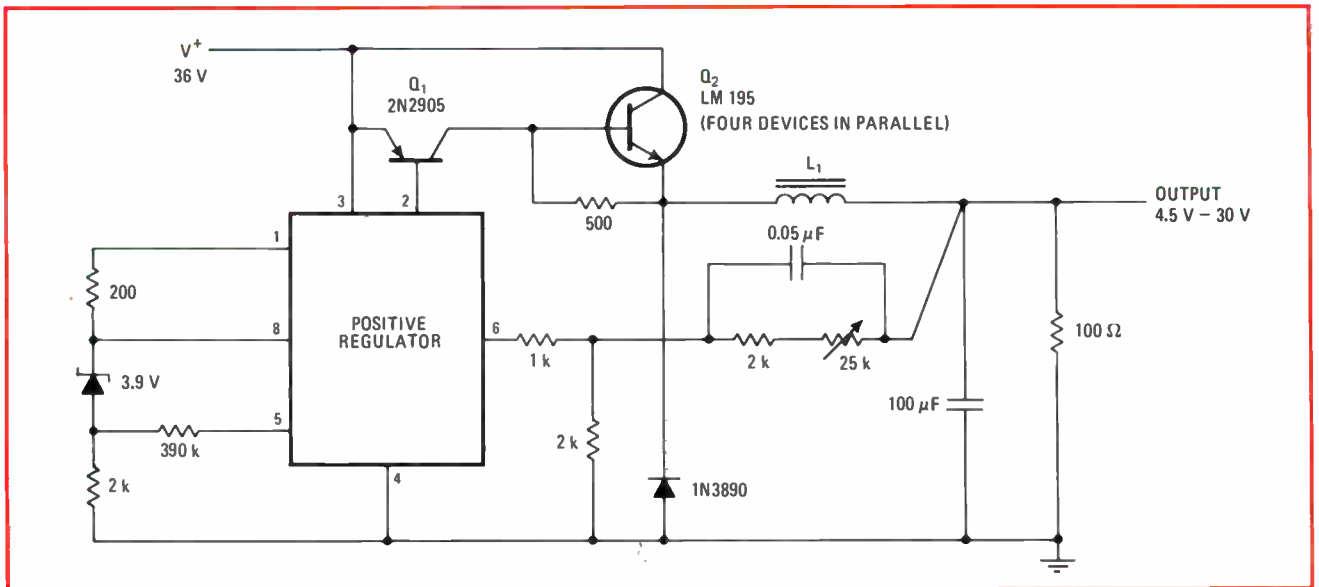 V+
36 V
Q1
2N2905
Q2
LM 195
(FOUR DEVICES IN PARALLEL)
L1
OUTPUT
4.5 V – 30 V
3
2
500
0.05 µF
1
200
8
POSITIVE
REGULATOR
6
1 k
2 k
25 k
100 Ω
3.9 V
100 µF
5
390 k
2 k
2 k
4
1N3890